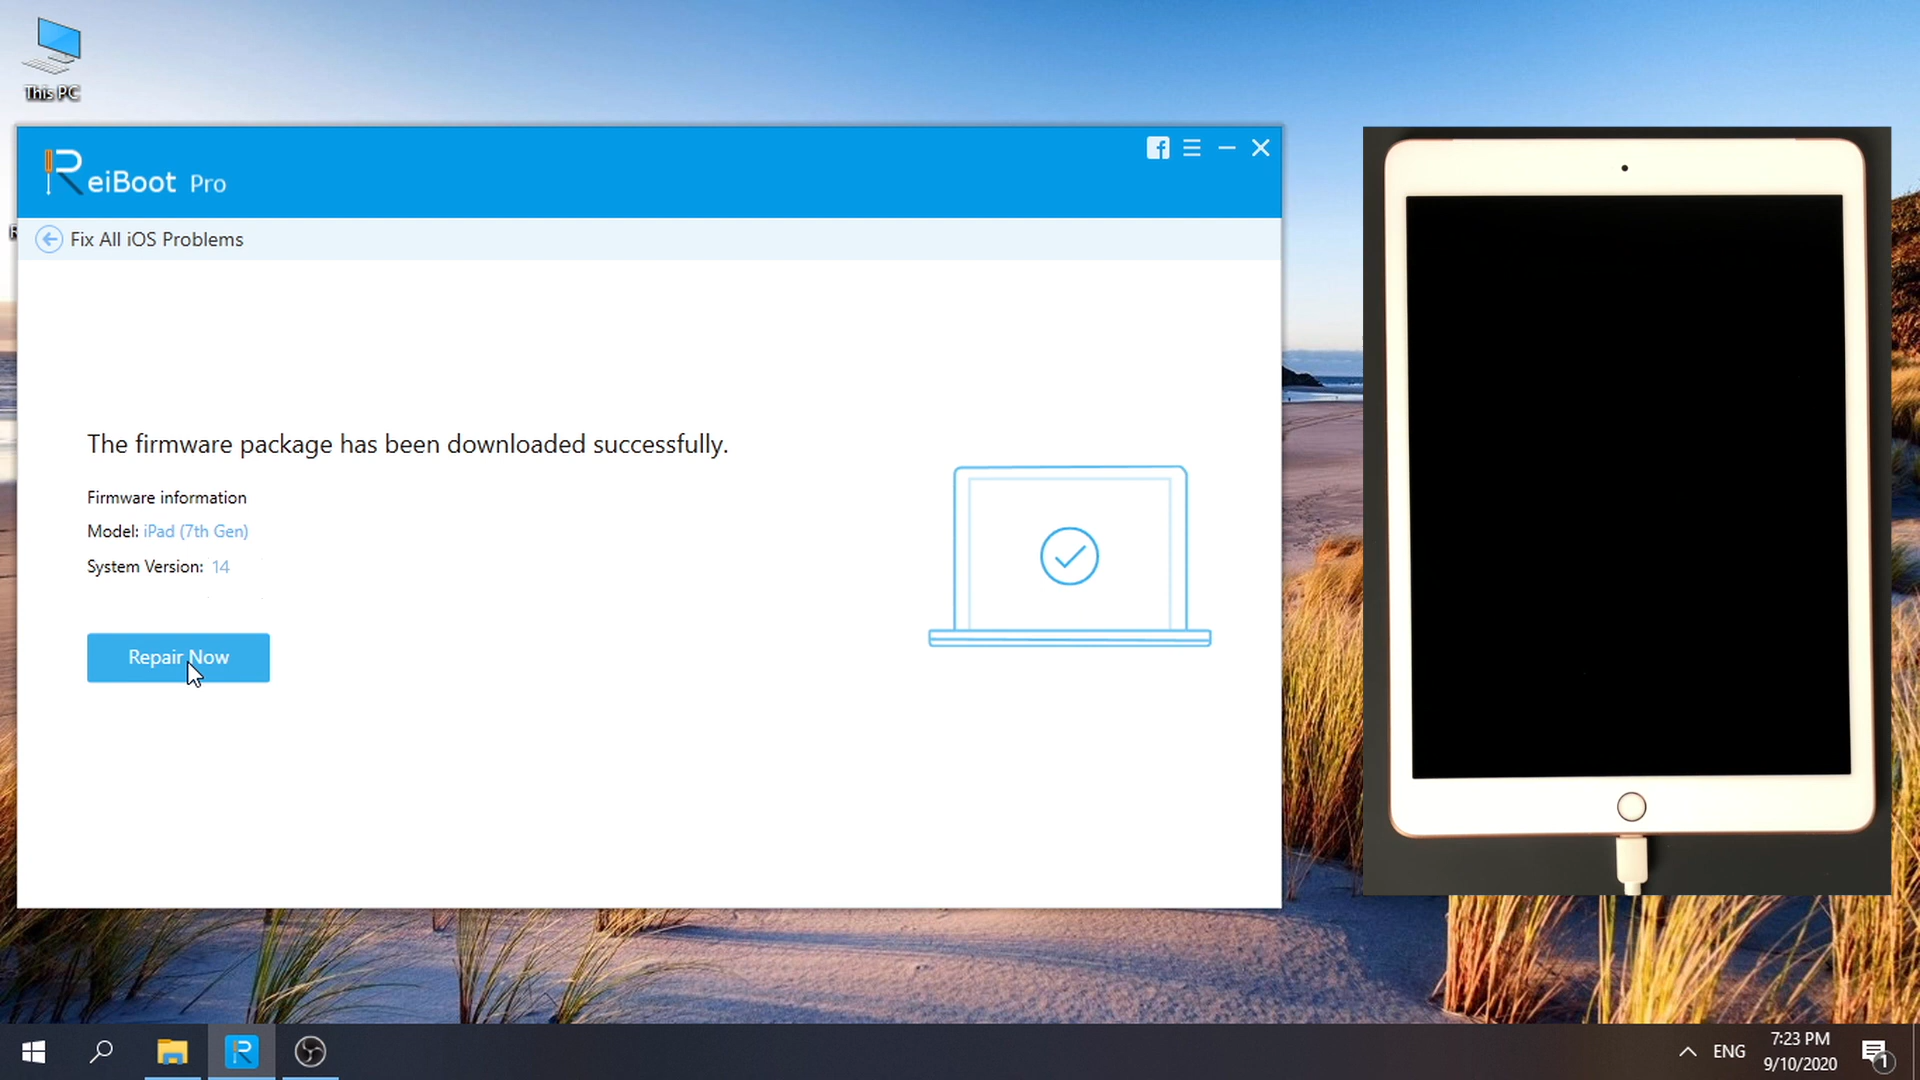 This PC
ReiBoot Pro
Fix All iOS Problems
The firmware package has been downloaded successfully.
Firmware information
Model: iPad (7th Gen)
System Version: 14
Repair Now
ENG
7:23 PM
9/10/2020
1